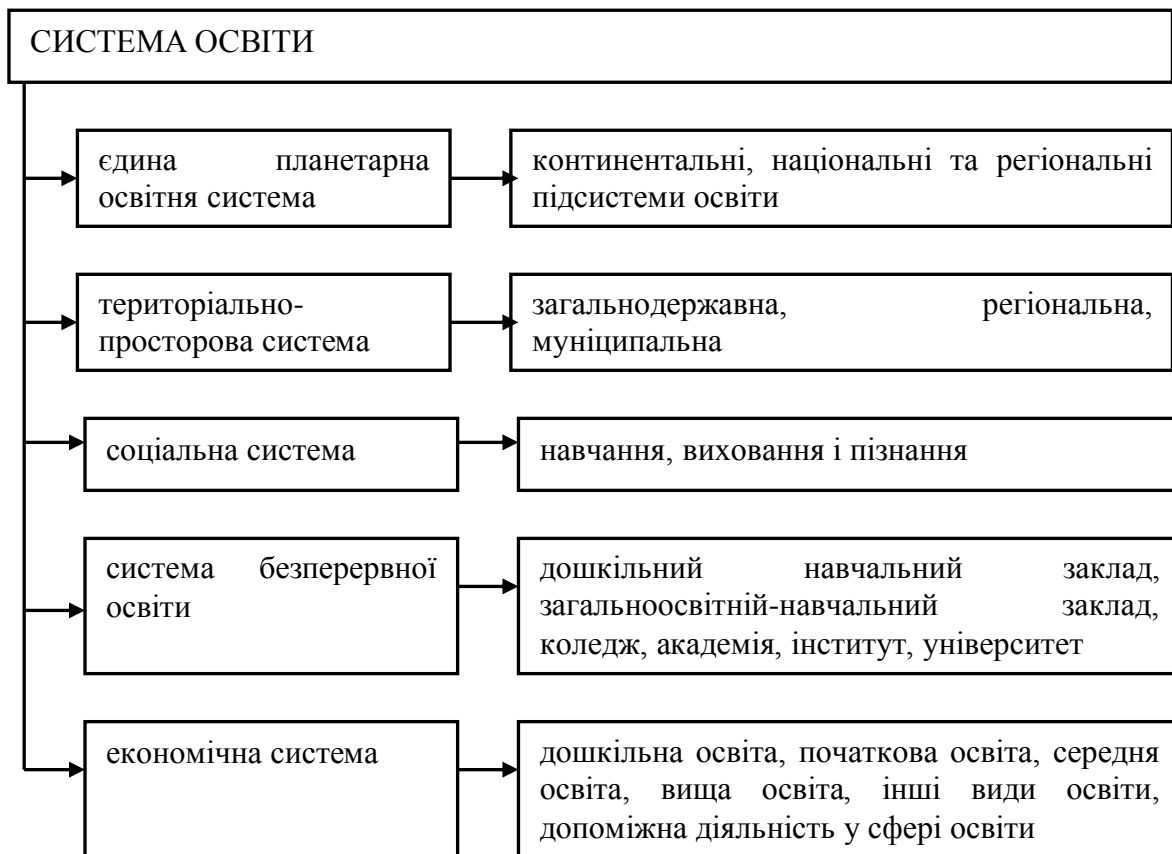 СИСТЕМА ОСВІТИ
єдина планетарна
освітня система
континентальні, національні та регіональні
підсистеми освіти
територіально-
просторова система
загальнодержавна, регіональна,
муніципальна
соціальна система
навчання, виховання і пізнання
система безперервної
освіти
дошкільний навчальний заклад,
загальноосвітній-навчальний заклад,
коледж, академія, інститут, університет
економічна система
дошкільна освіта, початкова освіта, середня
освіта, вища освіта, інші види освіти,
допоміжна діяльність у сфері освіти